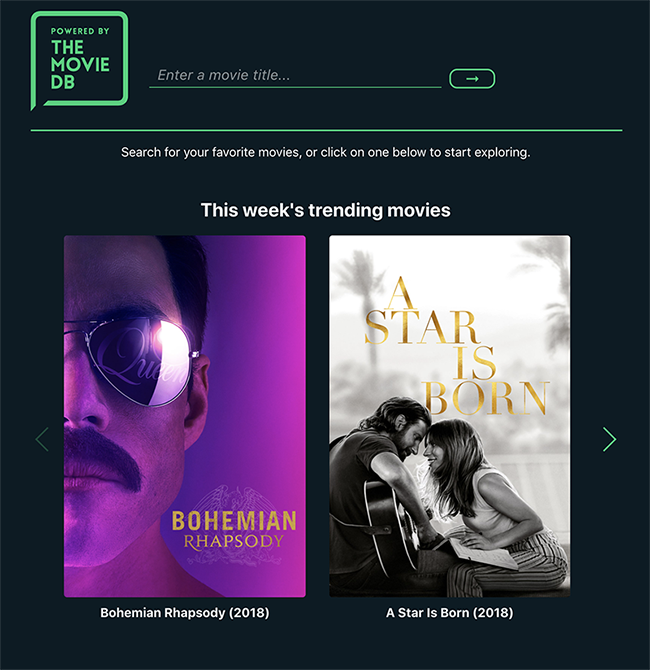 POWERED BY
THE
MOVIE
DB
Enter a movie title...
Search for your favorite movies, or click on one below to start exploring.
This week's trending movies
Queen
BOHEMIAN
RHAPSODY
A
STAR
IS
BORN
Bohemian Rhapsody (2018)
A Star Is Born (2018)